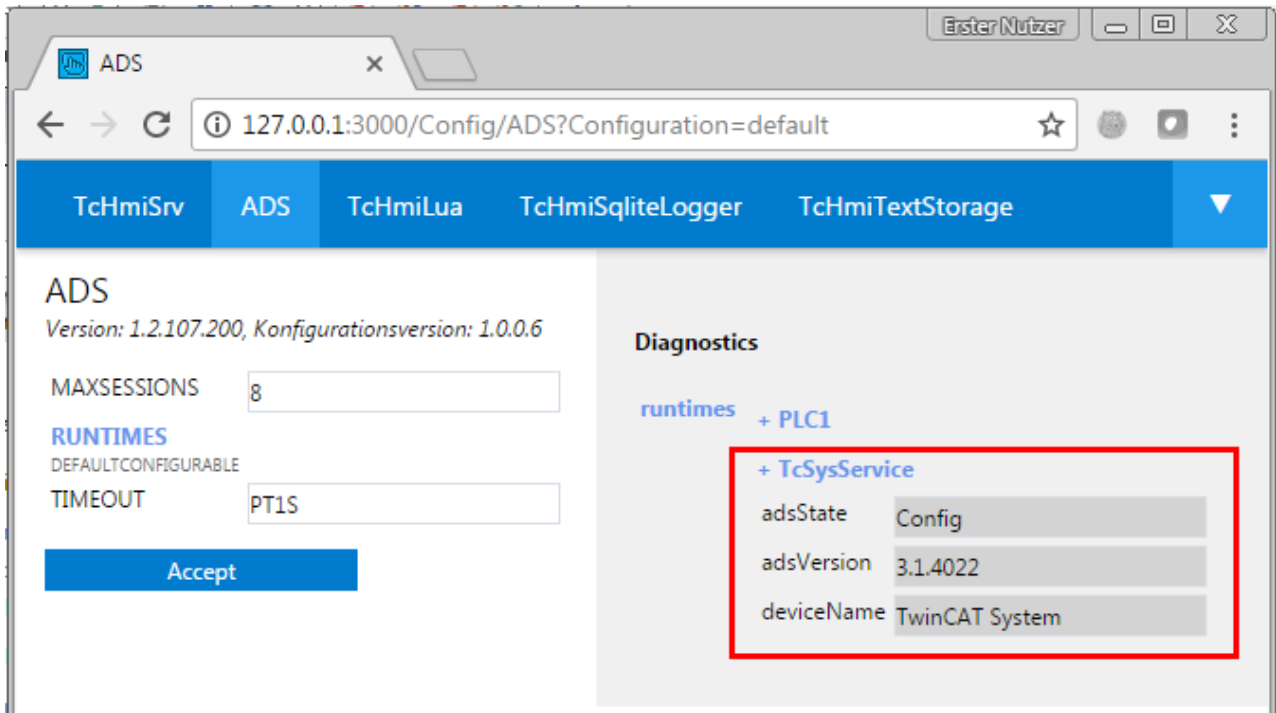 Erster Nutzer
ADS
127.0.0.1:3000/Config/ADS?Configuration=default
TcHmiSrv ADS TcHmiLua TcHmiSqliteLogger TcHmiTextStorage
ADS
Version: 1.2.107.200, Konfigurationsversion: 1.0.0.6
MAXSESSIONS 8
RUNTIMES
DEFAULTCONFIGURABLE
TIMEOUT PT1S
Accept
Diagnostics
runtimes + PLC1
+ TcSysService
adsState Config
adsVersion 3.1.4022
deviceName TwinCAT System